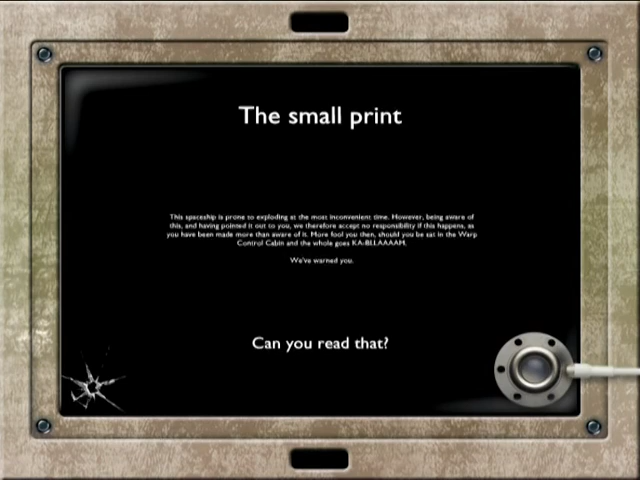 The small print
This spaceship is prone to exploding at the most inconvenient time. However, being aware of
this, and having pointed it out to you, we therefore accept no responsibility if this happens, as
you have been made more than aware of it. More fool you then, should you be sat in the Warp
Control Cabin and the whole goes KA-BLLAAAAM.
We've warned you.
Can you read that?